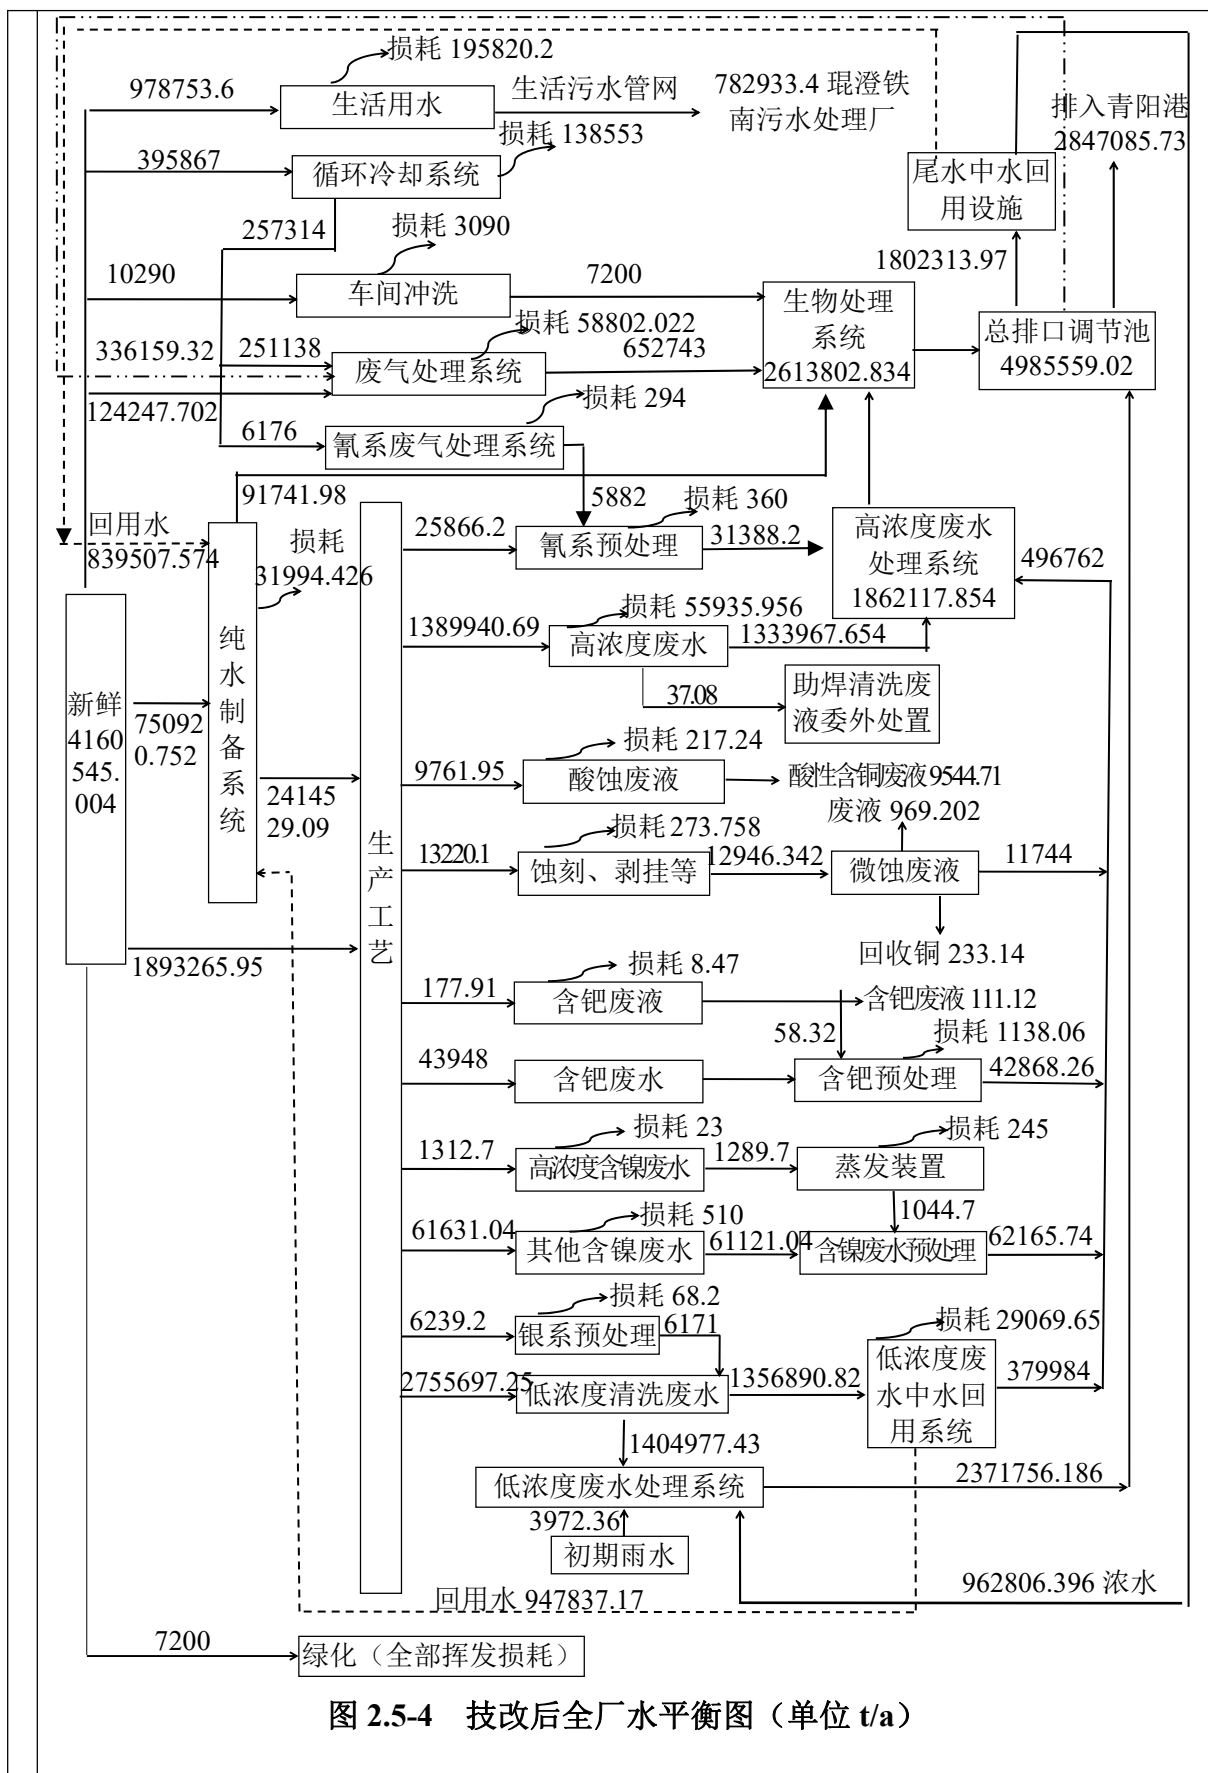 损耗 195820.2
978753.6
生活用水
生活污水管网
782933.4 琨澄铁
南污水处理厂
排入青阳港
2847085.73
损耗 138553
395867
循环冷却系统
尾水中水回
用设施
257314
损耗 3090
1802313.97
10290
车间冲洗
7200
生物处理
系统
2613802.834
总排口调节池
4985559.02
损耗 58802.022
336159.32
251138
废气处理系统
652743
124247.702
损耗 294
6176
氰系废气处理系统
91741.98
5882
损耗 360
回用水
839507.574
损耗
31994.426
25866.2
氰系预处理
31388.2
高浓度废水
处理系统
1862117.854
496762
损耗 55935.956
1389940.69
高浓度废水
1333967.654
37.08
助焊清洗废
液委外处置
新鲜
4160
545.
004
75092
0.752
纯
水
制
备
系
统
24145
29.09
损耗 217.24
9761.95
酸蚀废液
酸性含铜废液9544.71
废液 969.202
损耗 273.758
13220.1
蚀刻、剥挂等
12946.342
微蚀废液
11744
回收铜 233.14
生
产
工
艺
1893265.95
损耗 8.47
177.91
含钯废液
含钯废液 111.12
58.32
损耗 1138.06
43948
含钯废水
含钯预处理
42868.26
损耗 23
1312.7
高浓度含镍废水
1289.7
损耗 245
蒸发装置
1044.7
损耗 510
61631.04
其他含镍废水
61121.04
含镍废水预处理
62165.74
损耗 68.2
6239.2
银系预处理
6171
损耗 29069.65
2755697.25
低浓度清洗废水
1356890.82
低浓度废
水中水回
用系统
379984
1404977.43
低浓度废水处理系统
2371756.186
3972.36
初期雨水
962806.396 浓水
回用水 947837.17
7200
绿化（全部挥发损耗）
图 2.5-4 技改后全厂水平衡图（单位 t/a）